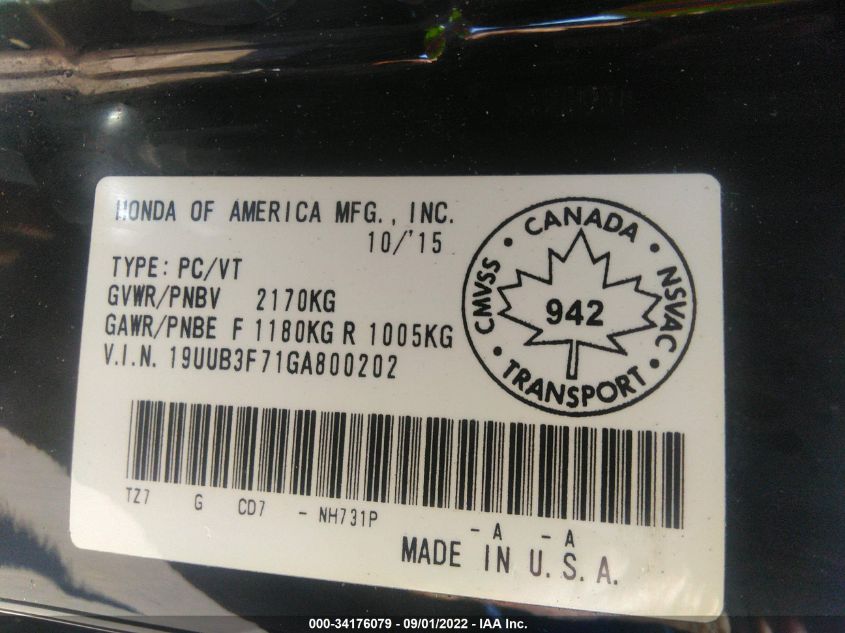 HONDA OF AMERICA MFG., INC.
10/'15
TYPE: PC/VT
GVWR/PNBV 2170KG
GAWR/PNBE F 1180KG R 1005KG
V.I.N. 19UUB3F71GA800202
CANADA • NSVAC • TRANSPORT • CMVSS •
942
TZ7 G CD7 - NH731P - A - A
MADE IN U.S.A.
000-34176079 - 09/01/2022 - IAA Inc.